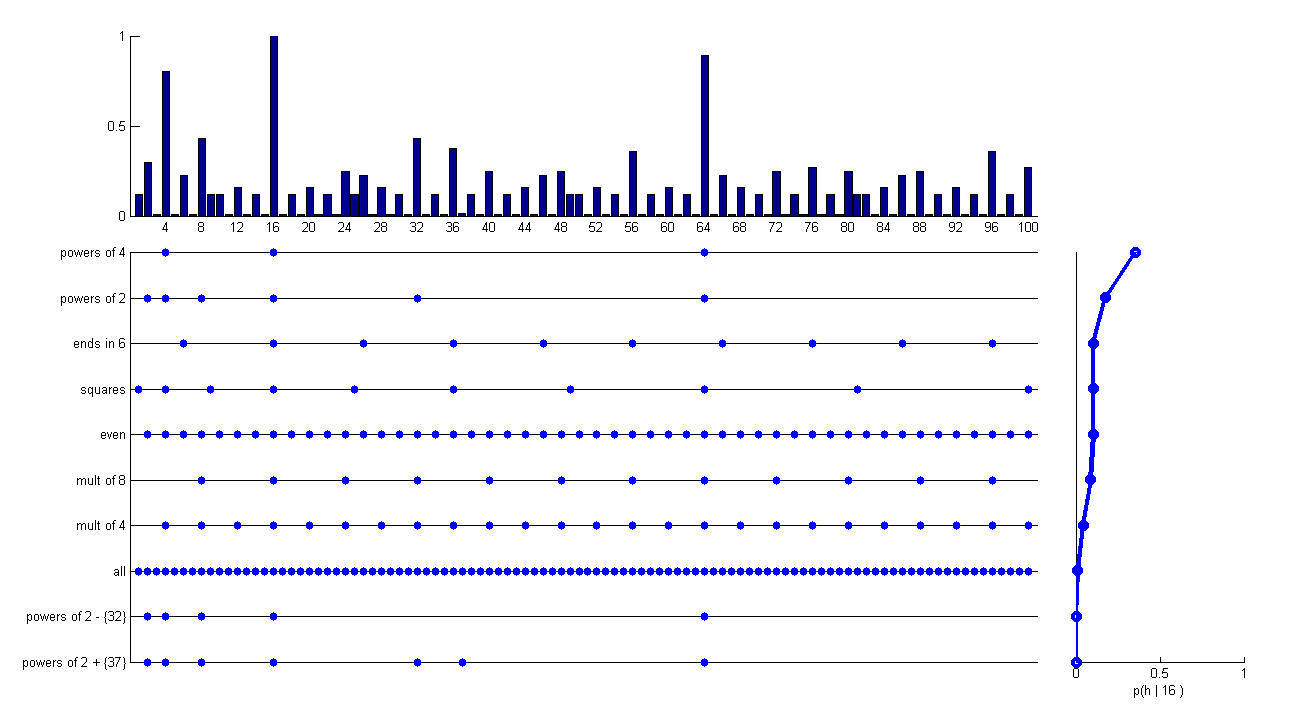 1
0.5
0
4 8 12 16 20 24 28 32 36 40 44 48 52 56 60 64 68 72 76 80 84 88 92 96 100
powers of 4
powers of 2
ends in 6
squares
even
mult of 8
mult of 4
all
powers of 2 - {32}
powers of 2 + {37}
0 0.5 1
p(h | 16 )